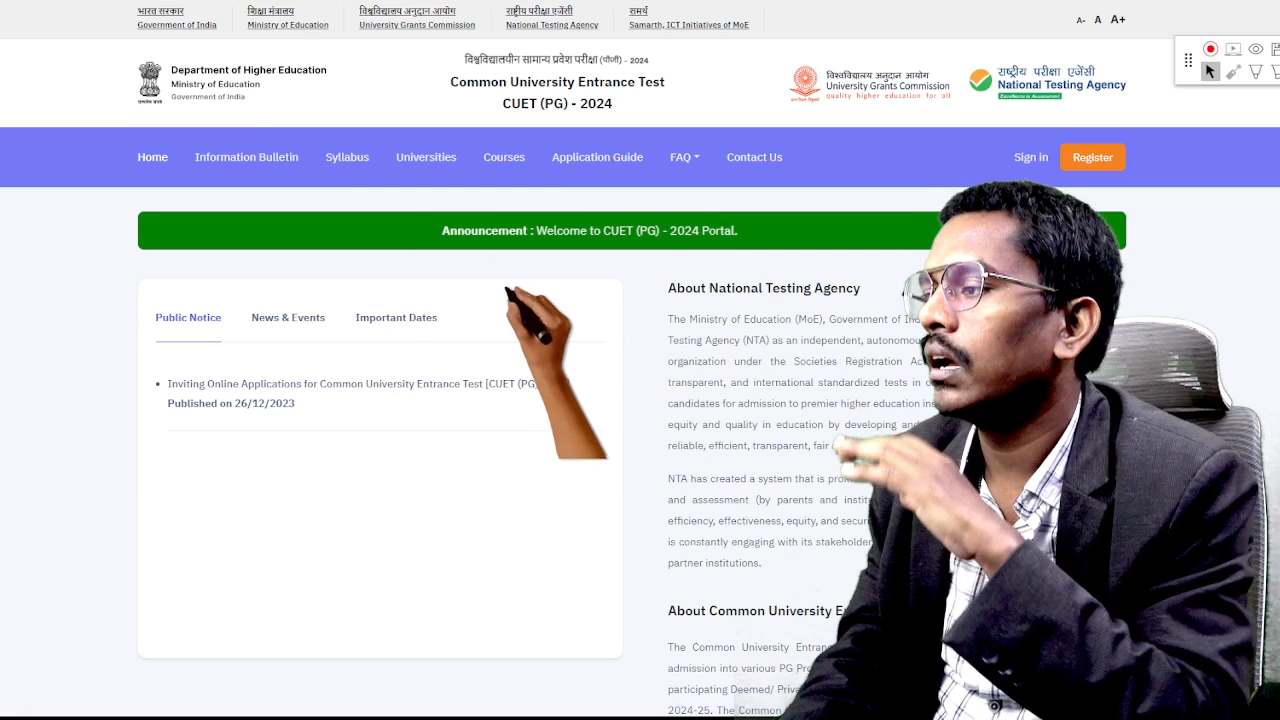 भारत सरकार
Government of India
शिक्षा मंत्रालय
Ministry of Education
विश्वविद्यालय अनुदान आयोग
University Grants Commission
राष्ट्रीय परीक्षा एजेंसी
National Testing Agency
समर्थ
Samarth, ICT Initiatives of MoE
A- A A+
Department of Higher Education
Ministry of Education
Government of India
विश्वविद्यालयीन सामान्य प्रवेश परीक्षा (पीजी) - 2024
Common University Entrance Test
CUET (PG) - 2024
विश्वविद्यालय अनुदान आयोग
University Grants Commission
quality higher education for all
राष्ट्रीय परीक्षा एजेंसी
National Testing Agency
Excellence in Assessment
Home Information Bulletin Syllabus Universities Courses Application Guide FAQ Contact Us Sign in Register
Announcement : Welcome to CUET (PG) - 2024 Portal.
Public Notice News & Events Important Dates
Inviting Online Applications for Common University Entrance Test [CUET (PG
Published on 26/12/2023
About National Testing Agency
The Ministry of Education (MoE), Government of
Testing Agency (NTA) as an independent, autonomou
organization under the Societies Registration
transparent, and international standardized tests in
candidates for admission to premier higher education
equity and quality in education by developing and
reliable, efficient, transparent, fair
NTA has created a system that is
and assessment (by parents and
efficiency, effectiveness, equity, and
is constantly engaging with its stakeholder
partner institutions.
About Common University
The Common University
admission into various PG
participating Deemed/
2024-25. The Common